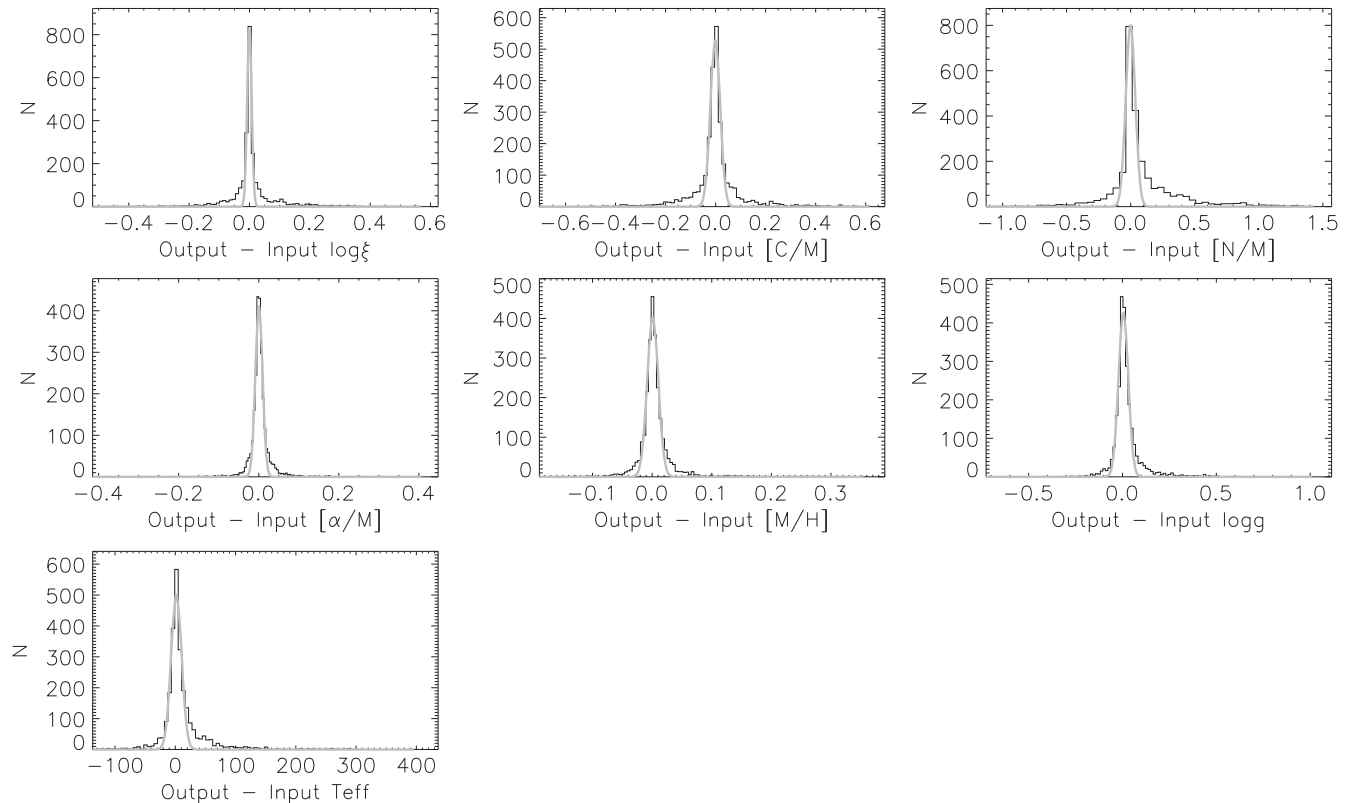 800
600
400
200
0
N
−0.4 −0.2 0.0 0.2 0.4 0.6
Output − Input logξ
600
500
400
300
200
100
0
N
−0.6−0.4−0.2 0.0 0.2 0.4 0.6
Output − Input [C/M]
800
600
400
200
0
N
−1.0 −0.5 0.0 0.5 1.0 1.5
Output − Input [N/M]
400
300
200
100
0
N
−0.4 −0.2 0.0 0.2 0.4
Output − Input [α/M]
500
400
300
200
100
0
N
−0.1 0.0 0.1 0.2 0.3
Output − Input [M/H]
500
400
300
200
100
0
N
−0.5 0.0 0.5 1.0
Output − Input logg
600
500
400
300
200
100
0
N
−100 0 100 200 300 400
Output − Input Teff